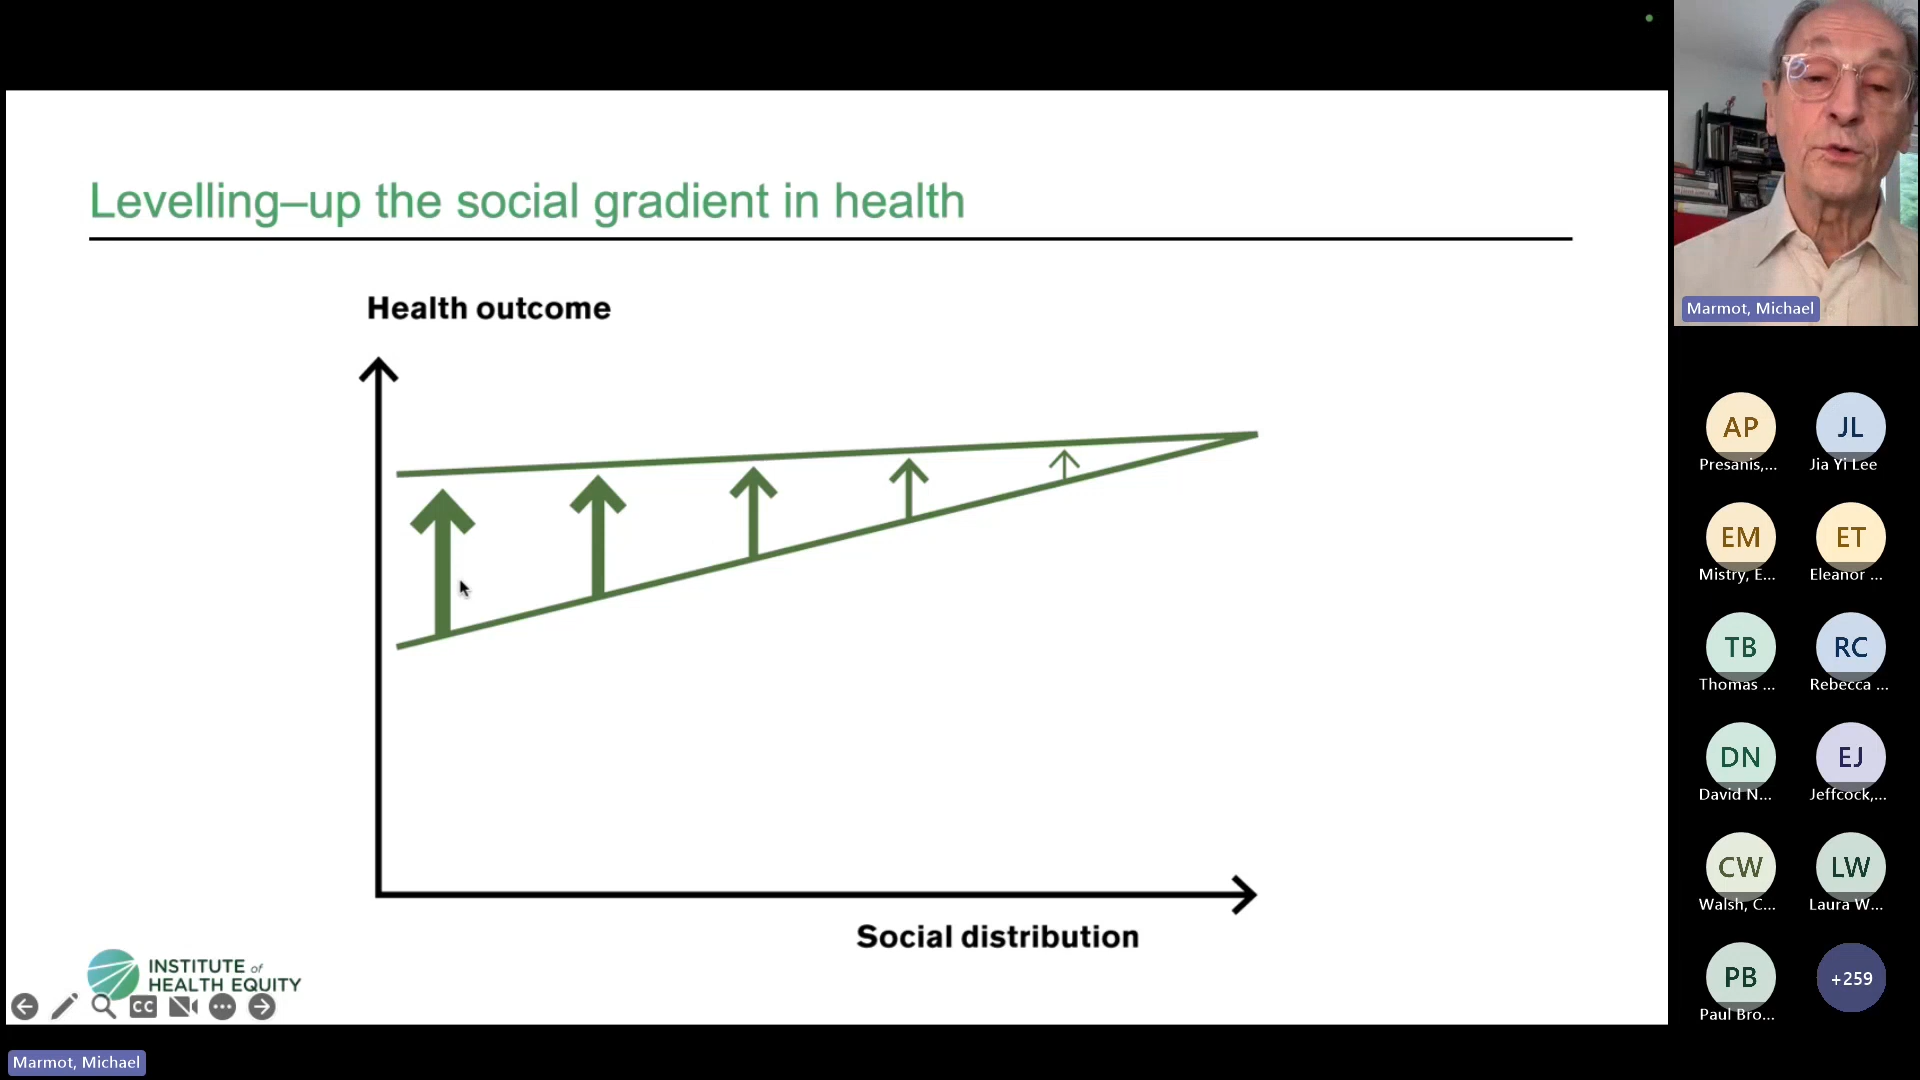 Levelling–up the social gradient in health
Health outcome
Social distribution
INSTITUTE of
HEALTH EQUITY
CC
Marmot, Michael
Marmot, Michael
AP
Presanis,...
JL
Jia Yi Lee
EM
Mistry, E...
ET
Eleanor ...
TB
Thomas ...
RC
Rebecca ...
DN
David N...
EJ
Jeffcock,...
CW
Walsh, C...
LW
Laura W...
PB
Paul Bro...
+259